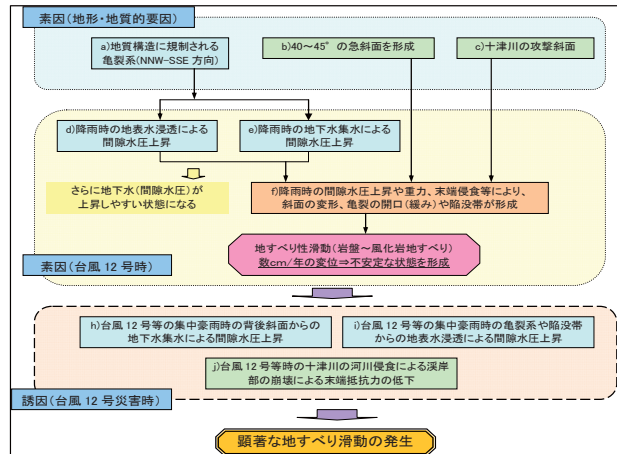 素因(地形・地質的要因)
a)地質構造に規制される
亀裂系(NNW-SSE 方向)
b)40～45°の急斜面を形成
c)十津川の攻撃斜面
d)降雨時の地表水浸透による
間隙水圧上昇
e)降雨時の地下水集水による
間隙水圧上昇
さらに地下水(間隙水圧)が
上昇しやすい状態になる
f)降雨時の間隙水圧上昇や重力、末端侵食等により、
斜面の変形、亀裂の開口(緩み)や陥没帯が形成
地すべり性滑動(岩盤～風化岩地すべり)
数cm/年の変位⇒不安定な状態を形成
素因(台風 12 号時)
h)台風 12 号等の集中豪雨時の背後斜面からの
地下水集水による間隙水圧上昇
i)台風 12 号等の集中豪雨時の亀裂系や陥没帯
からの地表水浸透による間隙水圧上昇
j)台風 12 号等時の十津川の河川侵食による渓岸
部の崩壊による末端抵抗力の低下
誘因(台風 12 号災害時)
顕著な地すべり滑動の発生